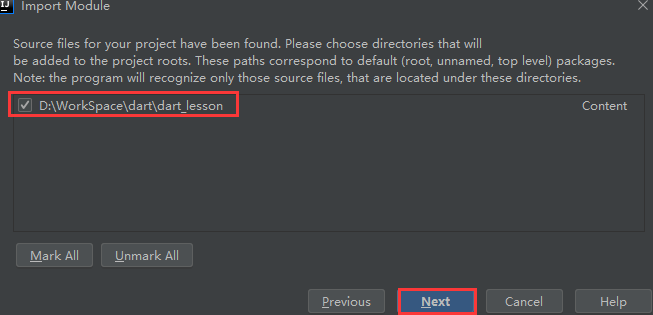 IJ Import Module
Source files for your project have been found. Please choose directories that will
be added to the project roots. These paths correspond to default (root, unnamed, top level) packages.
Note: the program will recognize only those source files, that are located under these directories.
D:\WorkSpace\dart\dart_lesson Content
Mark All Unmark All
Previous Next Cancel Help